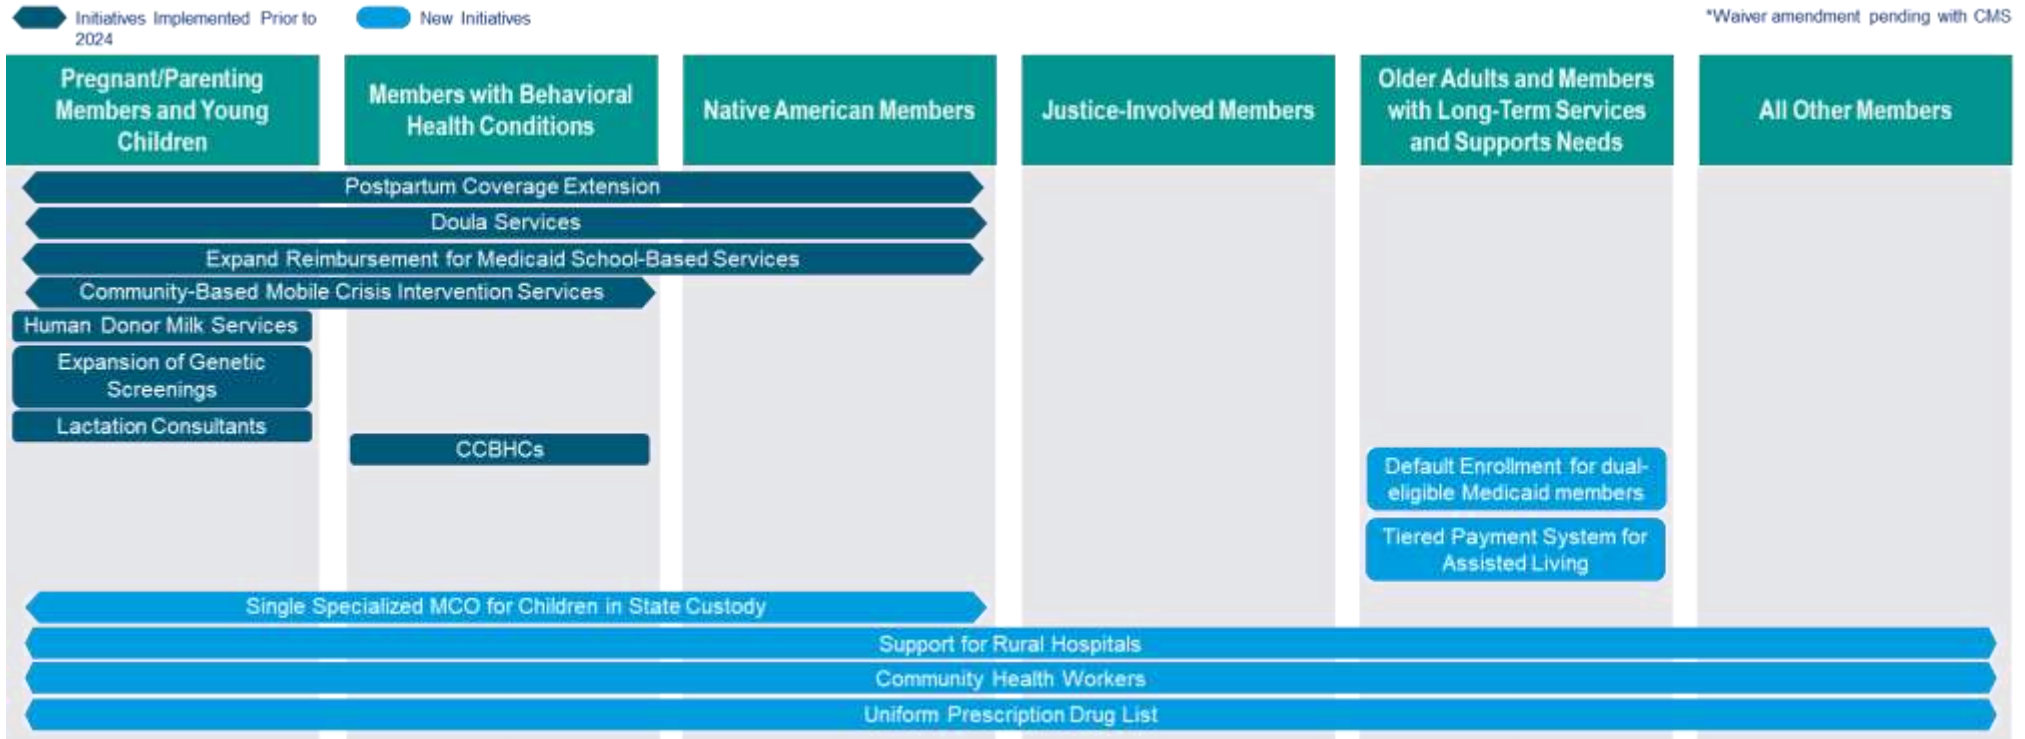 Initiatives Implemented Prior to
2024
New Initiatives
*Waiver amendment pending with CMS
Pregnant/Parenting
Members and Young
Children
Members with Behavioral
Health Conditions
Native American Members
Justice-Involved Members
Older Adults and Members
with Long-Term Services
and Supports Needs
All Other Members
Postpartum Coverage Extension
Doula Services
Expand Reimbursement for Medicaid School-Based Services
Community-Based Mobile Crisis Intervention Services
Human Donor Milk Services
Expansion of Genetic
Screenings
Lactation Consultants
CCBHCs
Default Enrollment for dual-
eligible Medicaid members
Tiered Payment System for
Assisted Living
Single Specialized MCO for Children in State Custody
Support for Rural Hospitals
Community Health Workers
Uniform Prescription Drug List